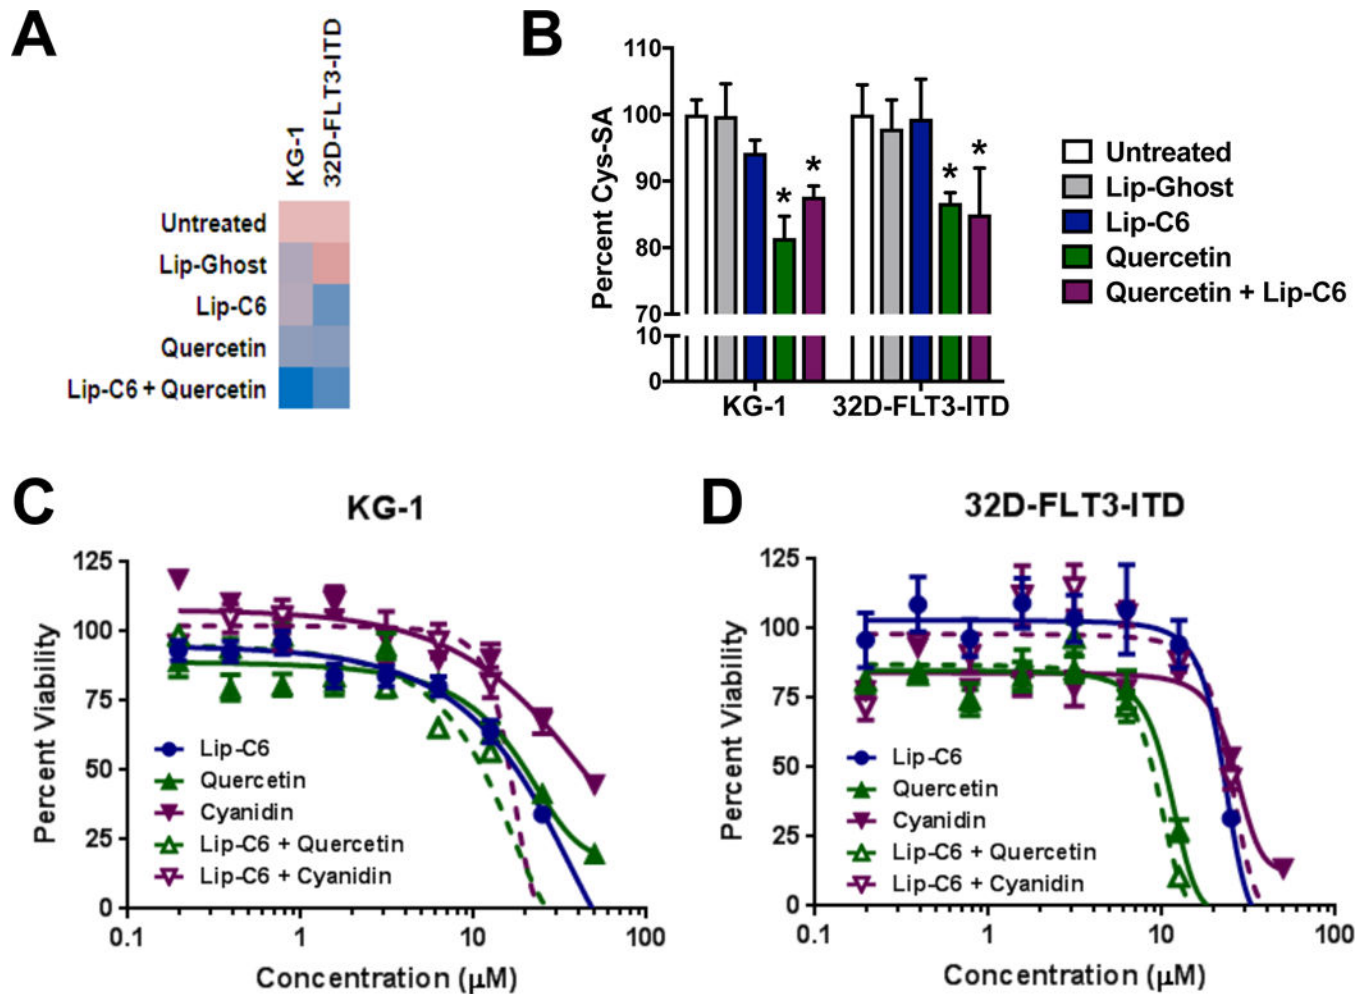 A
KG-1
32D-FLT3-ITD
Untreated
Lip-Ghost
Lip-C6
Quercetin
Lip-C6 + Quercetin
B
Percent Cys-SA
110
100
90
80
70
10
0
* *
* *
KG-1 32D-FLT3-ITD
Untreated
Lip-Ghost
Lip-C6
Quercetin
Quercetin + Lip-C6
C
KG-1
Percent Viability
125
100
75
50
25
0
Lip-C6
Quercetin
Cyanidin
Lip-C6 + Quercetin
Lip-C6 + Cyanidin
0.1 1 10 100
Concentration (μM)
D
32D-FLT3-ITD
Percent Viability
125
100
75
50
25
0
Lip-C6
Quercetin
Cyanidin
Lip-C6 + Quercetin
Lip-C6 + Cyanidin
0.1 1 10 100
Concentration (μM)